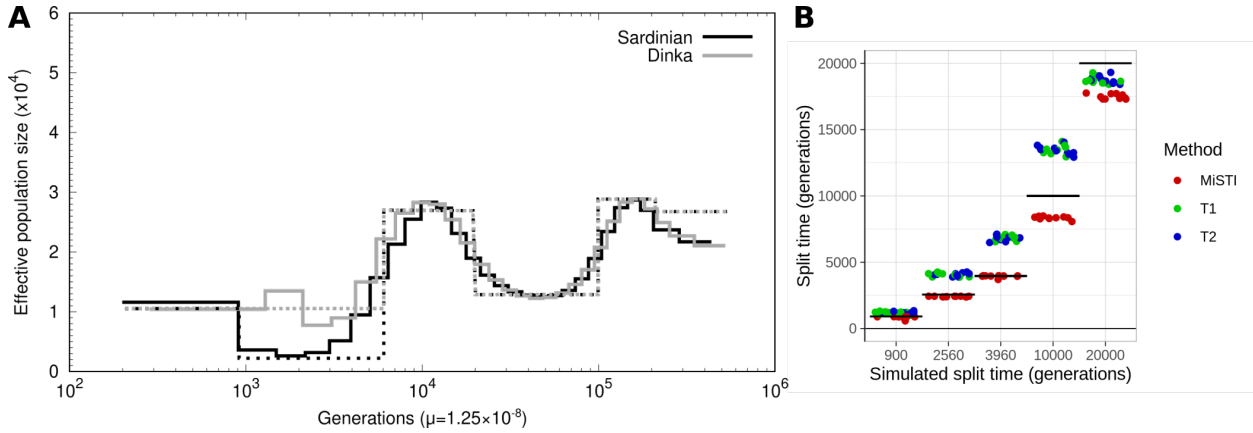 A
Effective population size (x10⁴)
6
5
4
3
2
1
0
Sardinian
Dinka
10² 10³ 10⁴ 10⁵ 10⁶
Generations (μ=1.25×10⁻⁸)
B
Split time (generations)
20000
15000
10000
5000
0
900 2560 3960 10000 20000
Simulated split time (generations)
Method
MiSTI
T1
T2